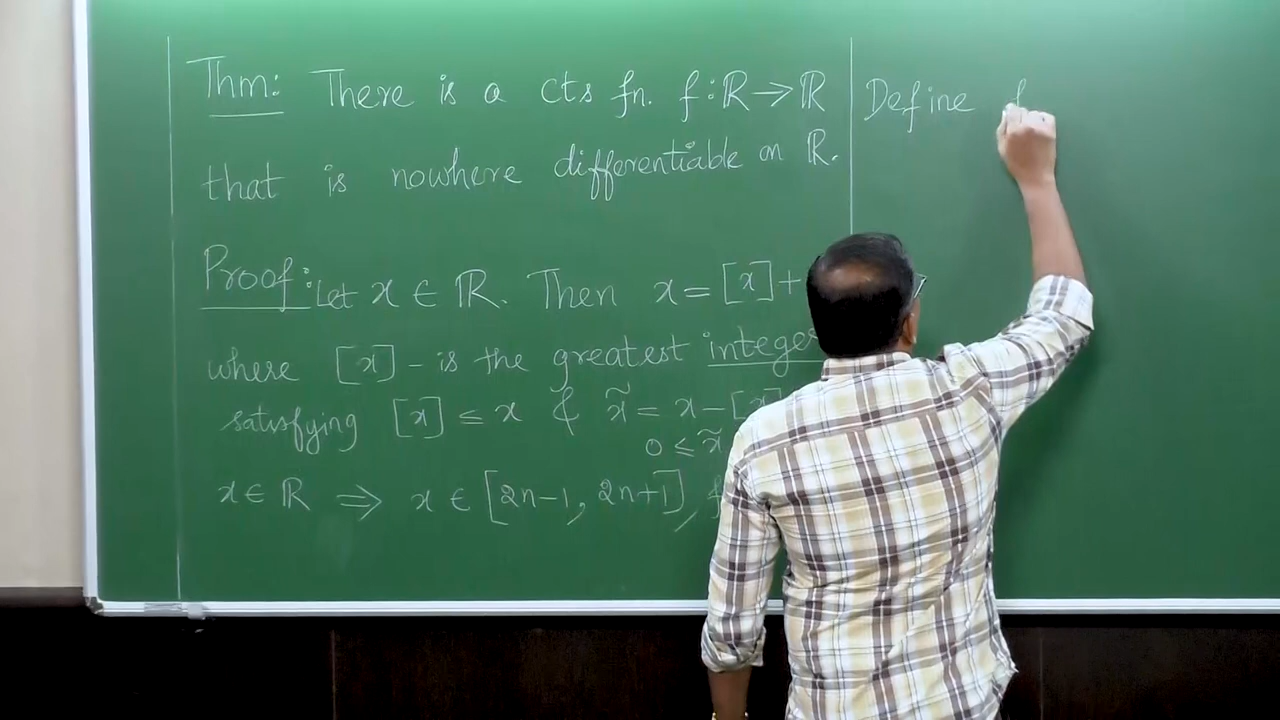 Thm: There is a cts fn. f: ℝ → ℝ
that is nowhere differentiable on ℝ.
Proof: Let x ∈ ℝ. Then x = [x] +
where [x] - is the greatest integer
satisfying [x] ≤ x & x̃ = x - [x]
0 ≤ x̃
x ∈ ℝ ⇒ x ∈ [2n-1, 2n+1],
Define f